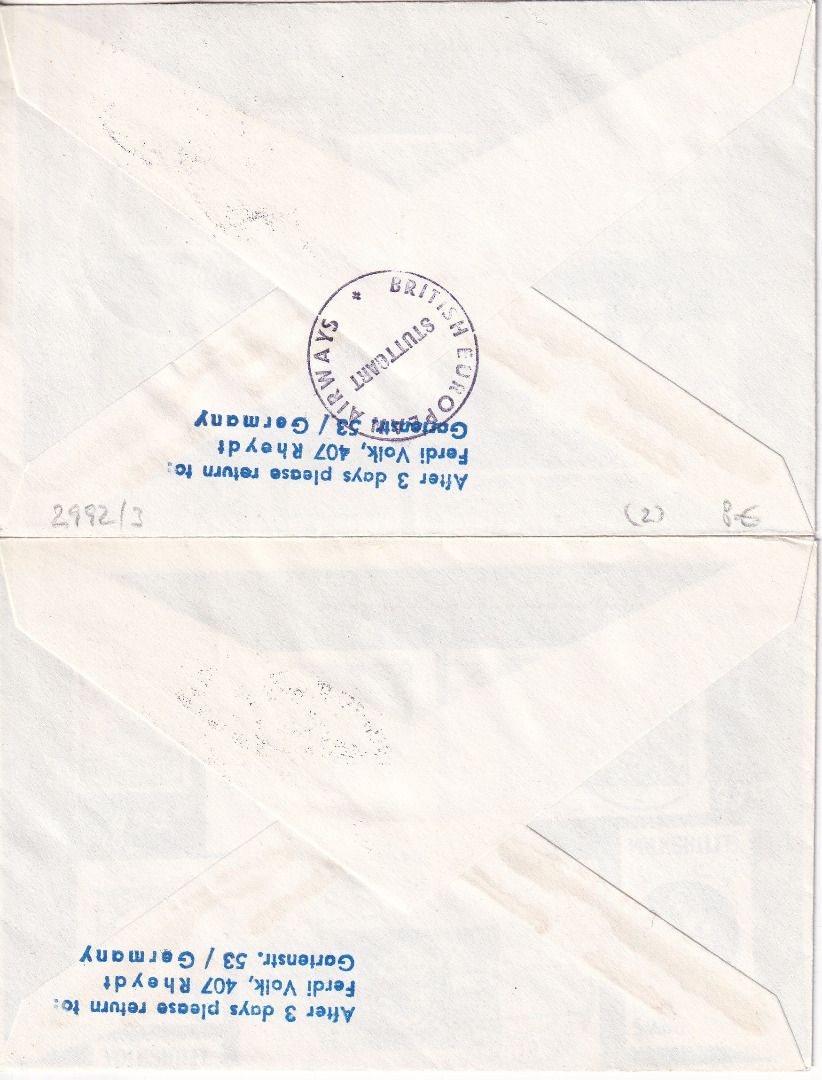 BRITISH EUROPEAN AIRWAYS *
STUTTGART
After 3 days please return to:
Ferdi Volk, 407 Rheydt
Gartenstr. 53 / Germany
2992/3
(2)
After 3 days please return to:
Ferdi Volk, 407 Rheydt
Gartenstr. 53 / Germany